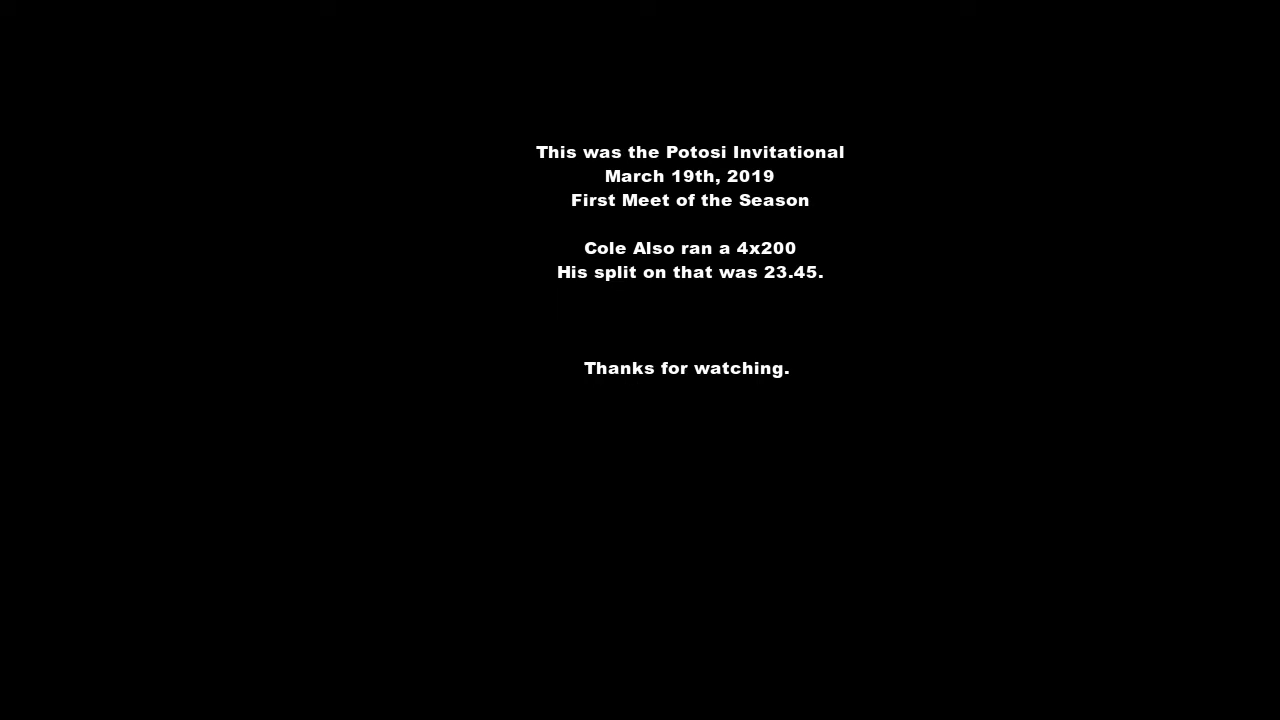 This was the Potosi Invitational
March 19th, 2019
First Meet of the Season
Cole Also ran a 4x200
His split on that was 23.45.
Thanks for watching.